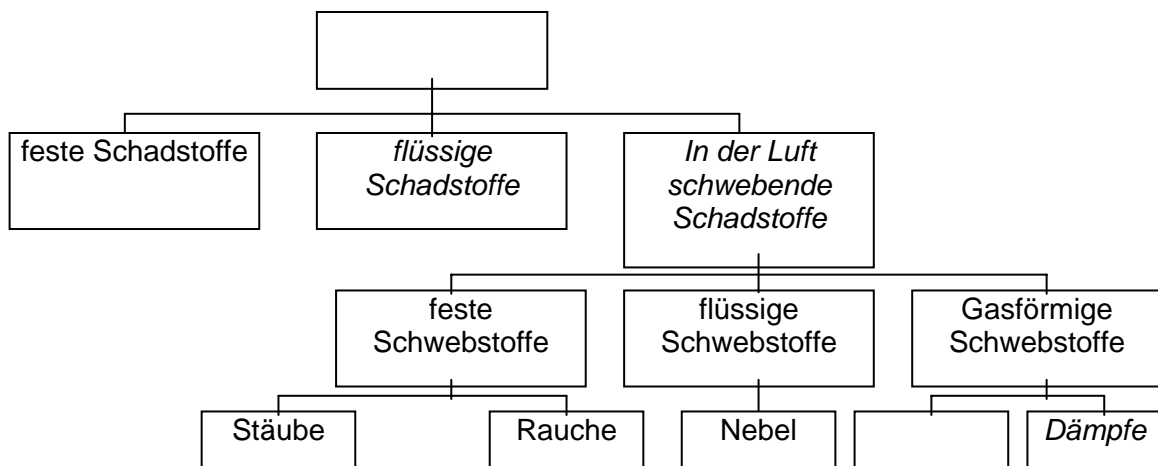 feste Schadstoffe
flüssige
Schadstoffe
In der Luft
schwebende
Schadstoffe
feste
Schwebstoffe
flüssige
Schwebstoffe
Gasförmige
Schwebstoffe
Stäube
Rauche
Nebel
Dämpfe